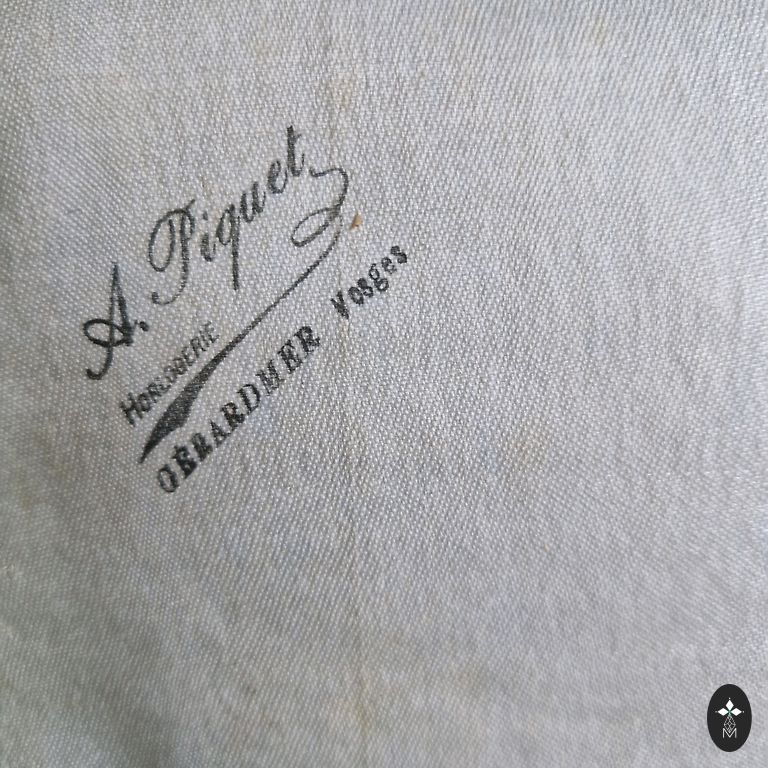 A. Piquet
HORLOGERIE
GÉRARDMER Vosges
M